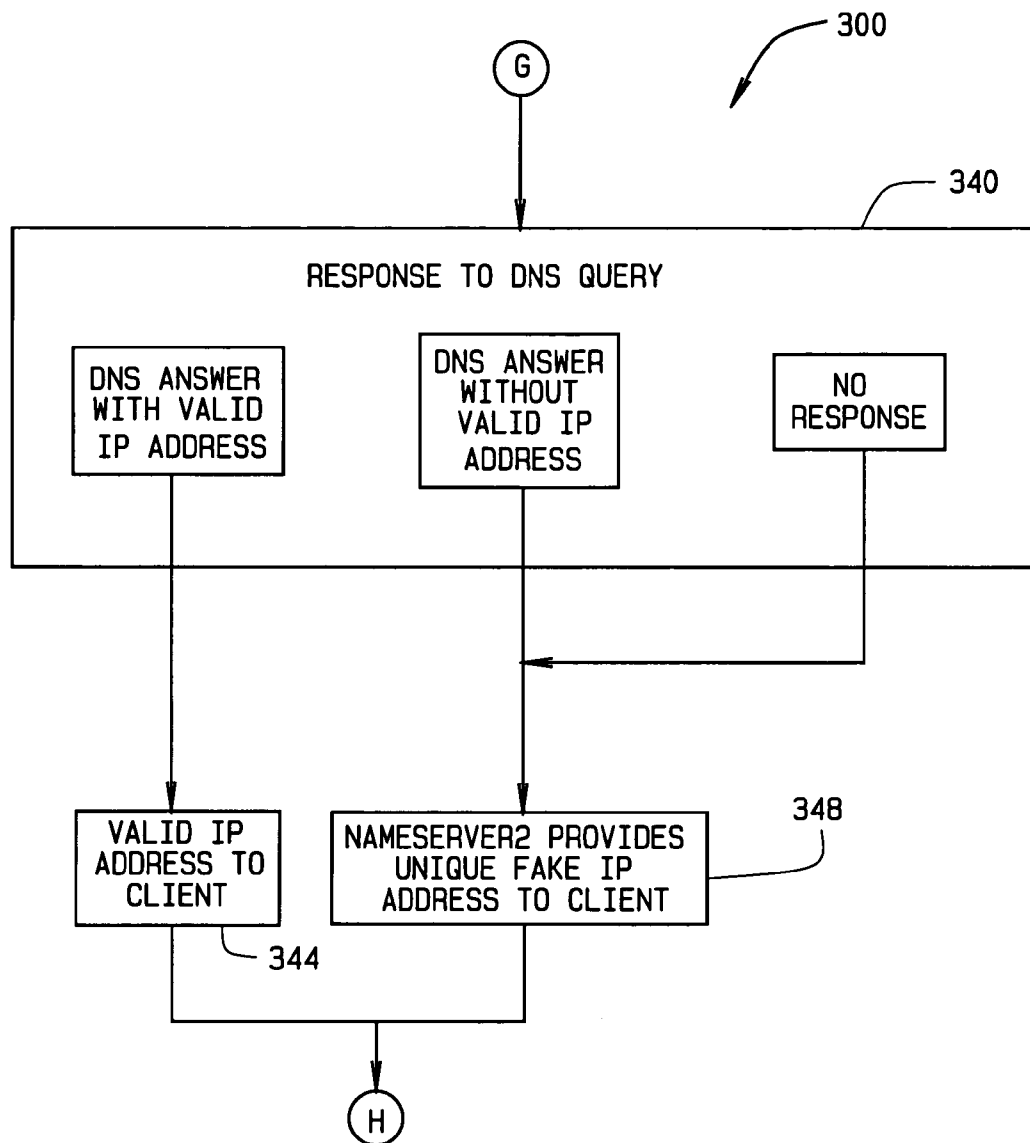 300
G
340
RESPONSE TO DNS QUERY
DNS ANSWER
WITH VALID
IP ADDRESS
DNS ANSWER
WITHOUT
VALID IP
ADDRESS
NO
RESPONSE
VALID IP
ADDRESS TO
CLIENT
344
NAMESERVER2 PROVIDES
UNIQUE FAKE IP
ADDRESS TO CLIENT
348
H